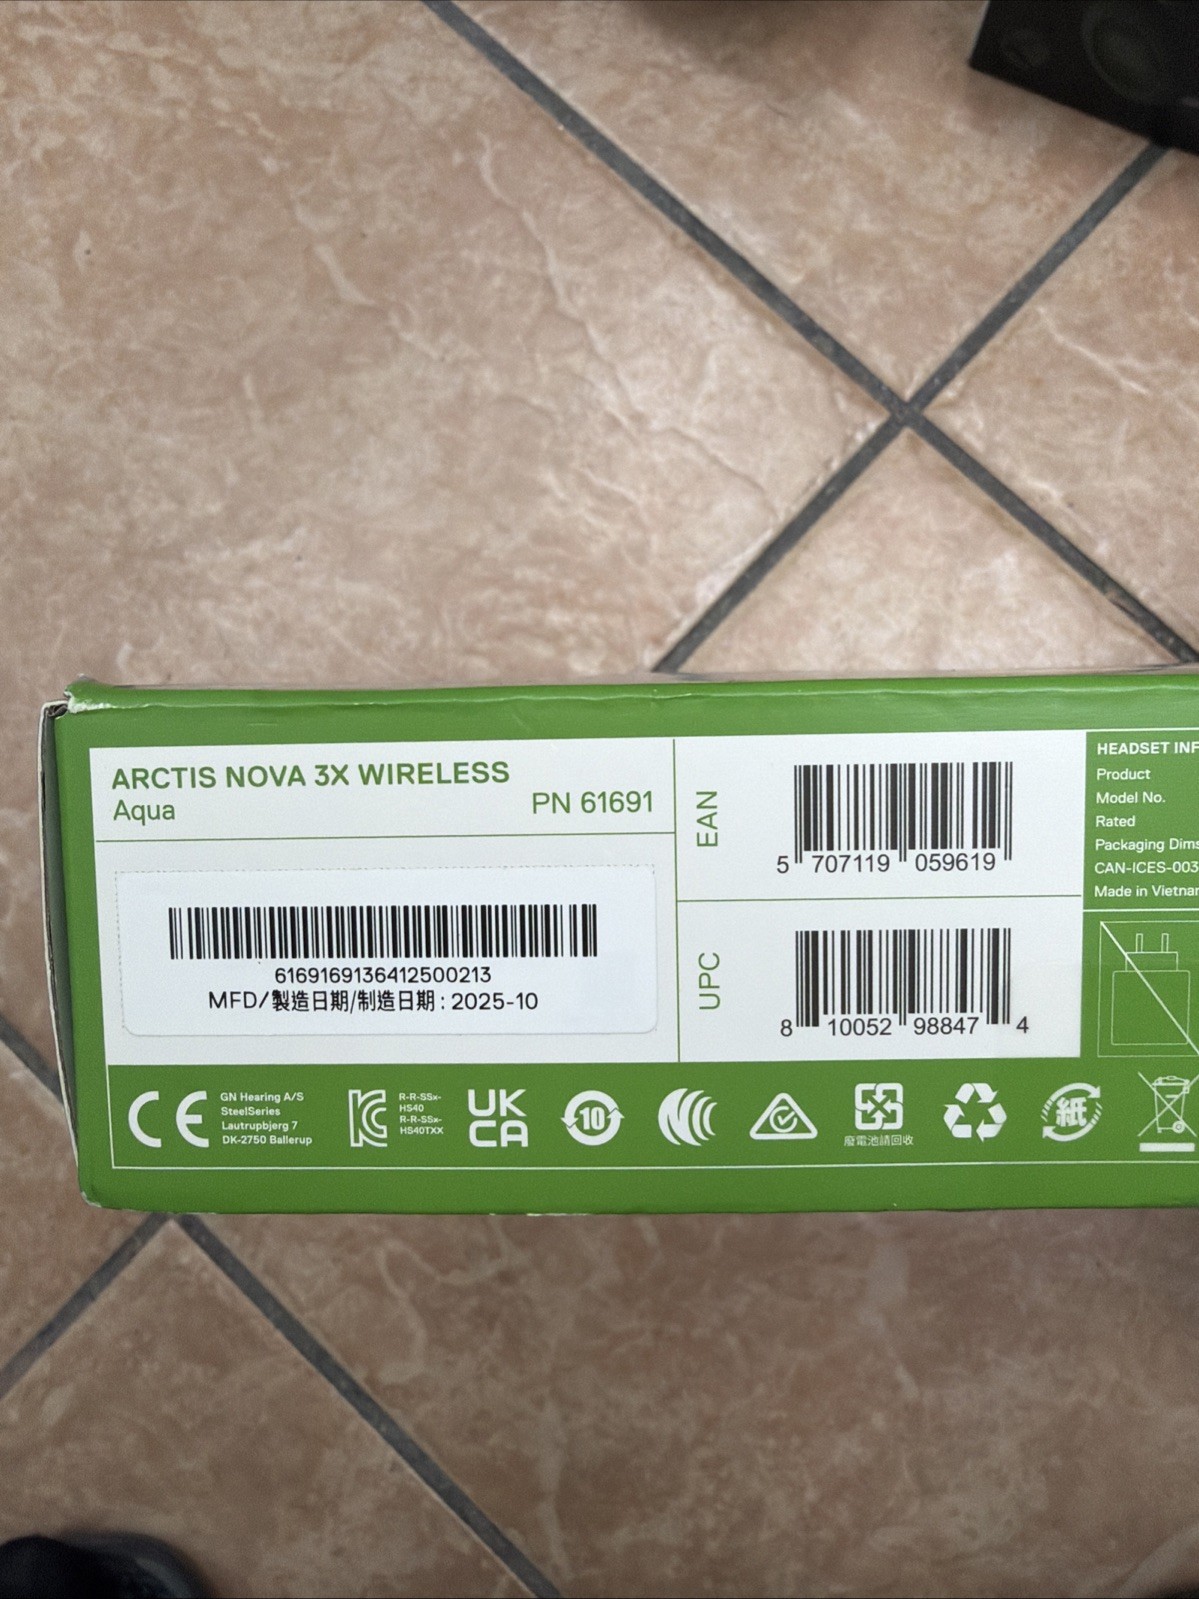 ARCTIS NOVA 3X WIRELESS
Aqua
PN 61691
6169169136412500213
MFD/製造日期/制造日期: 2025-10
EAN
5 707119 059619
UPC
8 10052 98847 4
HEADSET INF
Product
Model No.
Rated
Packaging Dims
CAN-ICES-003
Made in Vietnam
CE
GN Hearing A/S
SteelSeries
Lautrupbjerg 7
DK-2750 Ballerup
R-R-SSx-
HS40
R-R-SSx-
HS40TXX
UK
CA
10
廢電池請回收
紙